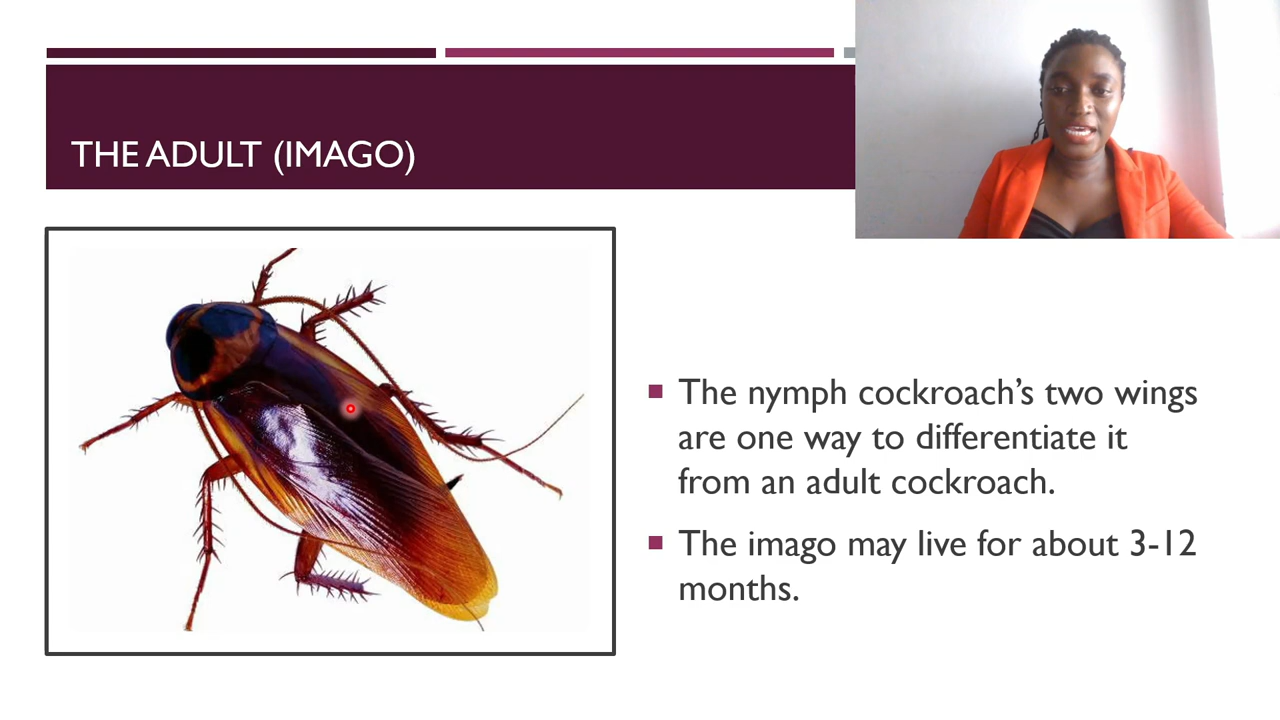 THE ADULT (IMAGO)
The nymph cockroach’s two wings
are one way to differentiate it
from an adult cockroach.
The imago may live for about 3-12
months.